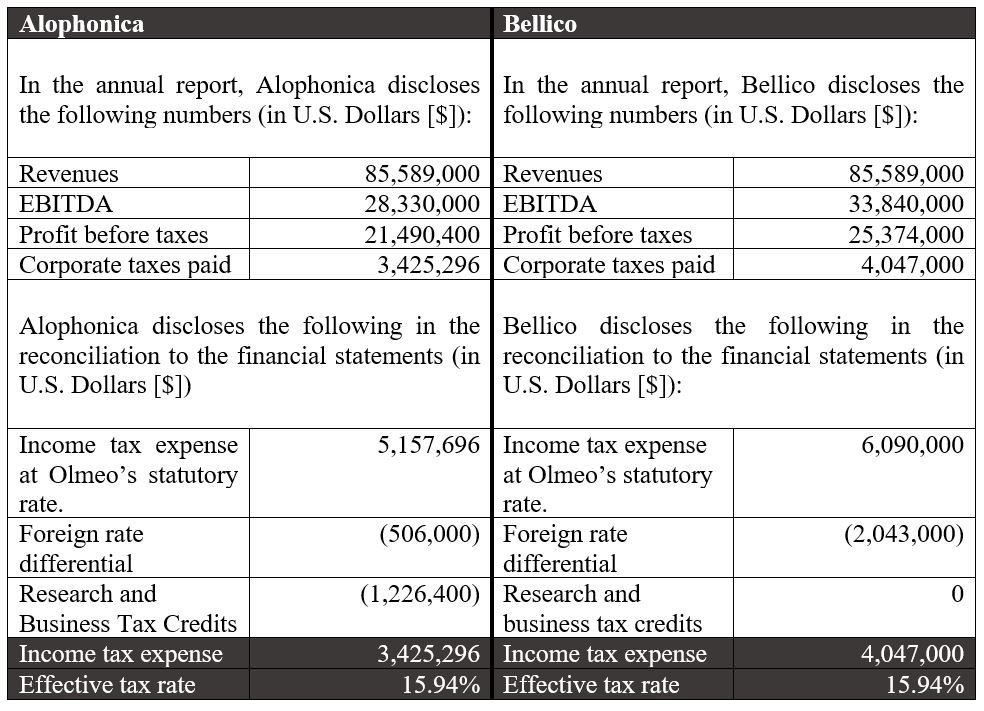 Alophonica
Bellico
In the annual report, Alophonica discloses
the following numbers (in U.S. Dollars [$]):
In the annual report, Bellico discloses the
following numbers (in U.S. Dollars [$]):
Revenues 85,589,000 Revenues 85,589,000
EBITDA 28,330,000 EBITDA 33,840,000
Profit before taxes 21,490,400 Profit before taxes 25,374,000
Corporate taxes paid 3,425,296 Corporate taxes paid 4,047,000
Alophonica discloses the following in the
reconciliation to the financial statements (in
U.S. Dollars [$])
Bellico discloses the following in the
reconciliation to the financial statements (in
U.S. Dollars [$]):
Income tax expense
at Olmeo’s statutory
rate.
5,157,696
Income tax expense
at Olmeo’s statutory
rate.
6,090,000
Foreign rate
differential
(506,000)
Foreign rate
differential
(2,043,000)
Research and
Business Tax Credits
(1,226,400)
Research and
business tax credits
0
Income tax expense 3,425,296 Income tax expense 4,047,000
Effective tax rate 15.94% Effective tax rate 15.94%